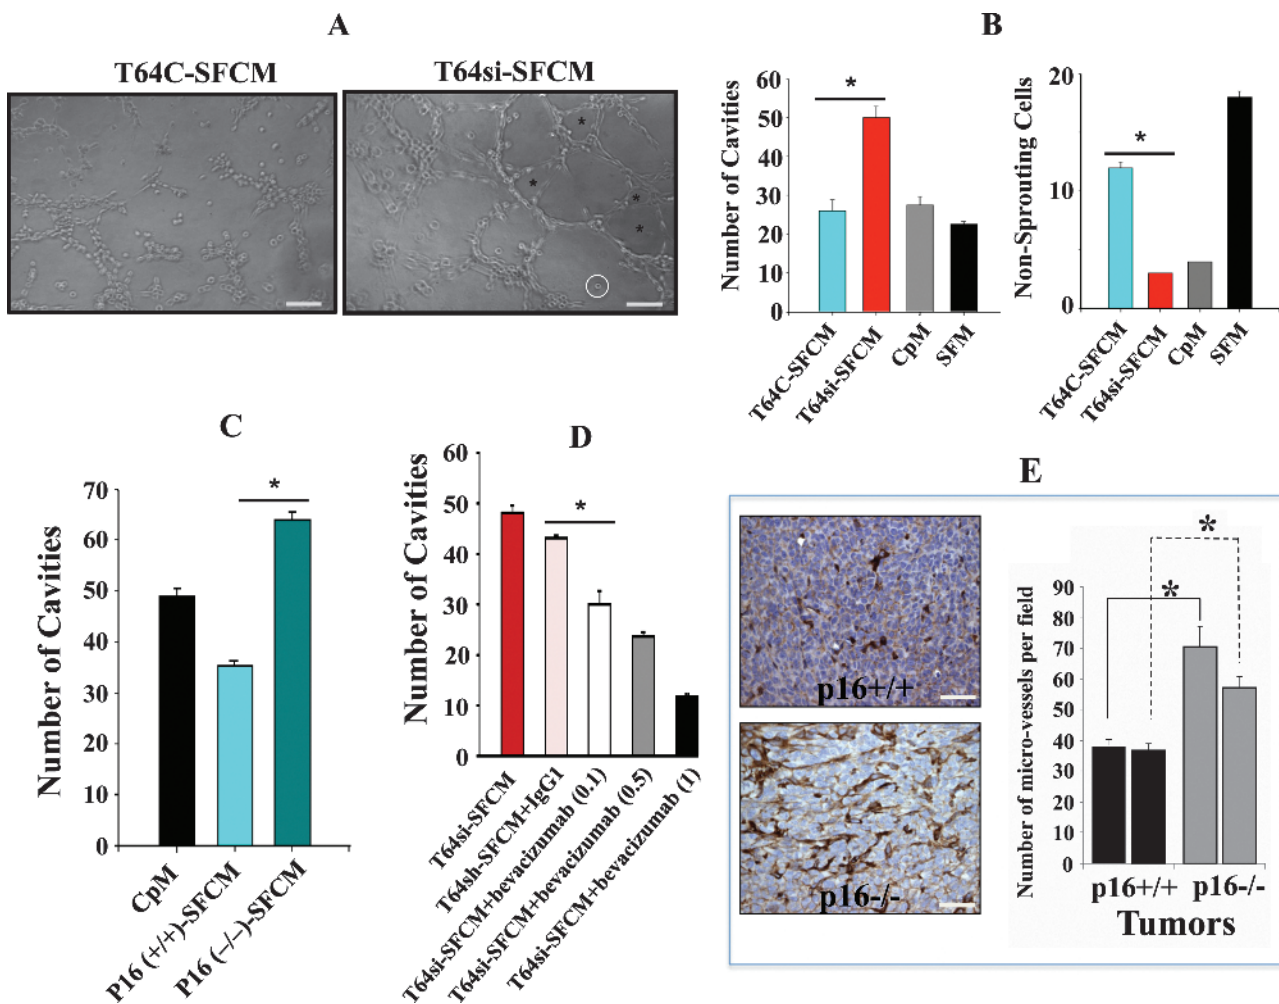 A
T64C-SFCM
T64si-SFCM
*
*
*
*
B
Number of Cavities
60
50
40
30
20
10
0
*
T64C-SFCM
T64si-SFCM
CpM
SFM
Non-Sprouting Cells
20
10
0
*
T64C-SFCM
T64si-SFCM
CpM
SFM
C
Number of Cavities
70
60
50
40
30
20
10
0
*
CpM
P16 (+/+)-SFCM
P16 (-/-)-SFCM
D
Number of Cavities
60
50
40
30
20
10
0
*
T64si-SFCM
T64sh-SFCM+IgG1
T64si-SFCM+bevacizumab (0.1)
T64si-SFCM+bevacizumab (0.5)
T64si-SFCM+bevacizumab (1)
E
p16+/+
p16-/-
Number of micro-vessels per field
90
80
70
60
50
40
30
20
10
0
*
*
p16+/+
p16-/-
Tumors